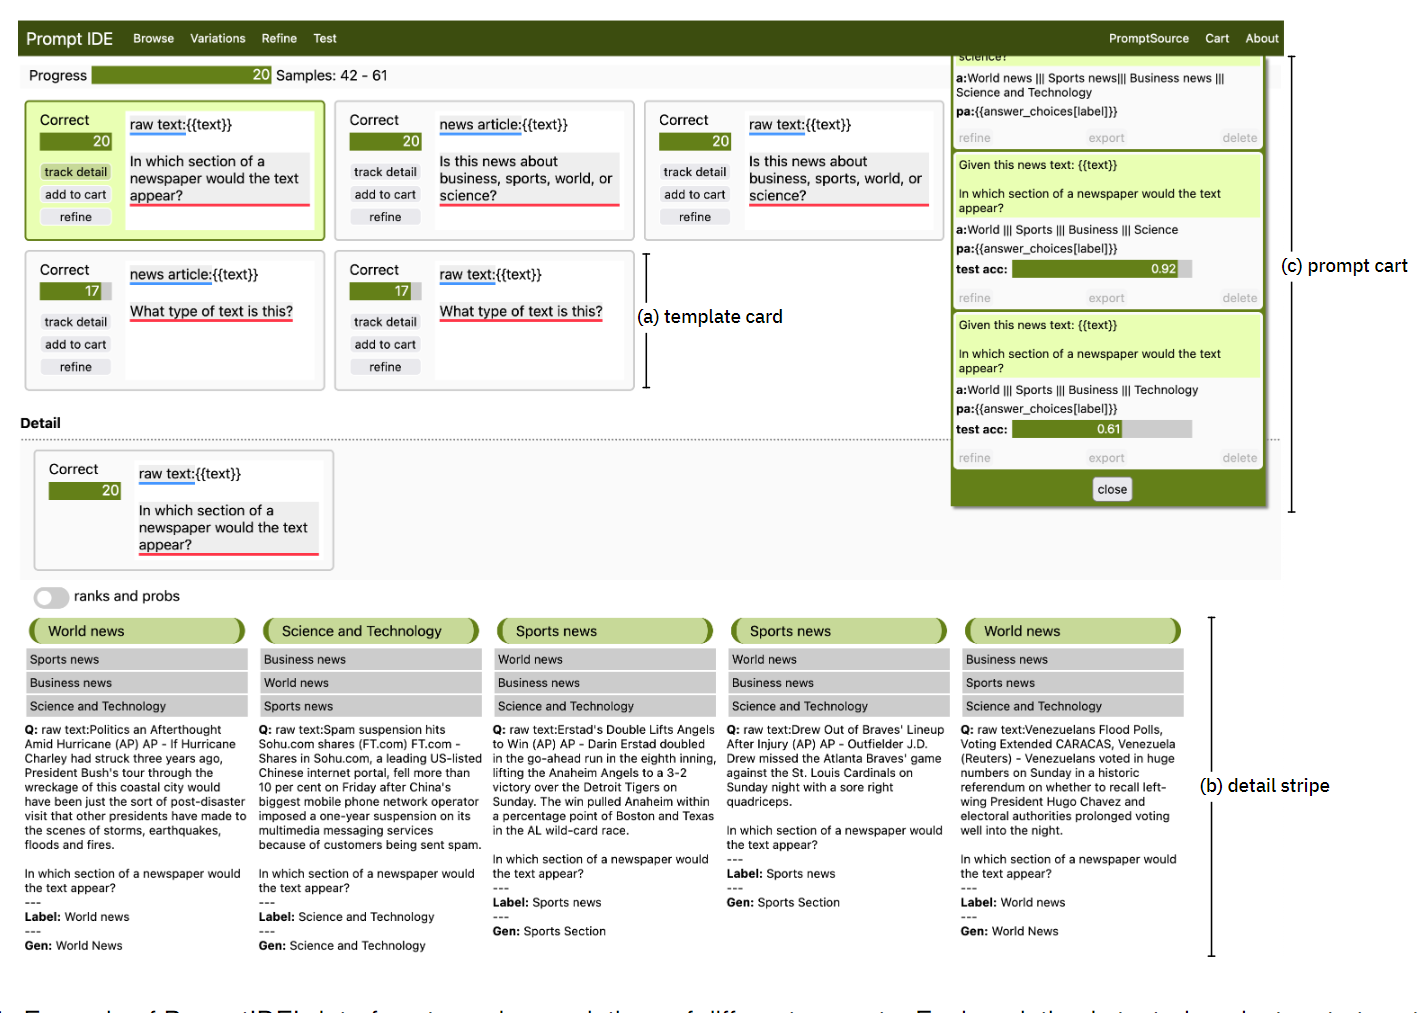 Prompt IDE Browse Variations Refine Test PromptSource Cart About
Progress 20 Samples: 42 - 61
Correct
20
track detail
add to cart
refine
raw text:{{text}}
In which section of a
newspaper would the text
appear?
Correct
20
track detail
add to cart
refine
news article:{{text}}
Is this news about
business, sports, world, or
science?
Correct
20
track detail
add to cart
refine
raw text:{{text}}
Is this news about
business, sports, world, or
science?
Correct
17
track detail
add to cart
refine
news article:{{text}}
What type of text is this?
Correct
17
track detail
add to cart
refine
raw text:{{text}}
What type of text is this?
(a) template card
science?
a:World news ||| Sports news||| Business news |||
Science and Technology
pa:{{answer_choices[label]}}
refine export delete
Given this news text: {{text}}
In which section of a newspaper would the text
appear?
a:World ||| Sports ||| Business ||| Science
pa:{{answer_choices[label]}}
test acc: 0.92
refine export delete
Given this news text: {{text}}
In which section of a newspaper would the text
appear?
a:World ||| Sports ||| Business ||| Technology
pa:{{answer_choices[label]}}
test acc: 0.61
refine export delete
close
(c) prompt cart
Detail
Correct
20
raw text:{{text}}
In which section of a
newspaper would the text
appear?
ranks and probs
World news
Sports news
Business news
Science and Technology
Q: raw text:Politics an Afterthought
Amid Hurricane (AP) AP - If Hurricane
Charley had struck three years ago,
President Bush's tour through the
wreckage of this coastal city would
have been just the sort of post-disaster
visit that other presidents have made to
the scenes of storms, earthquakes,
floods and fires.
In which section of a newspaper would
the text appear?
---
Label: World news
---
Gen: World News
Science and Technology
Business news
World news
Sports news
Q: raw text:Spam suspension hits
Sohu.com shares (FT.com) FT.com -
Shares in Sohu.com, a leading US-listed
Chinese internet portal, fell more than
10 per cent on Friday after China's
biggest mobile phone network operator
imposed a one-year suspension on its
multimedia messaging services
because of customers being sent spam.
In which section of a newspaper would
the text appear?
---
Label: Science and Technology
---
Gen: Science and Technology
Sports news
World news
Business news
Science and Technology
Q: raw text:Erstad's Double Lifts Angels
to Win (AP) AP - Darin Erstad doubled
in the go-ahead run in the eighth inning,
lifting the Anaheim Angels to a 3-2
victory over the Detroit Tigers on
Sunday. The win pulled Anaheim within
a percentage point of Boston and Texas
in the AL wild-card race.
In which section of a newspaper would
the text appear?
---
Label: Sports news
---
Gen: Sports Section
Sports news
World news
Business news
Science and Technology
Q: raw text:Drew Out of Braves' Lineup
After Injury (AP) AP - Outfielder J.D.
Drew missed the Atlanta Braves' game
against the St. Louis Cardinals on
Sunday night with a sore right
quadriceps.
In which section of a newspaper would
the text appear?
---
Label: Sports news
---
Gen: Sports Section
World news
Business news
Sports news
Science and Technology
Q: raw text:Venezuelans Flood Polls,
Voting Extended CARACAS, Venezuela
(Reuters) - Venezuelans voted in huge
numbers on Sunday in a historic
referendum on whether to recall left-
wing President Hugo Chavez and
electoral authorities prolonged voting
well into the night.
In which section of a newspaper would
the text appear?
---
Label: World news
---
Gen: World News
(b) detail stripe